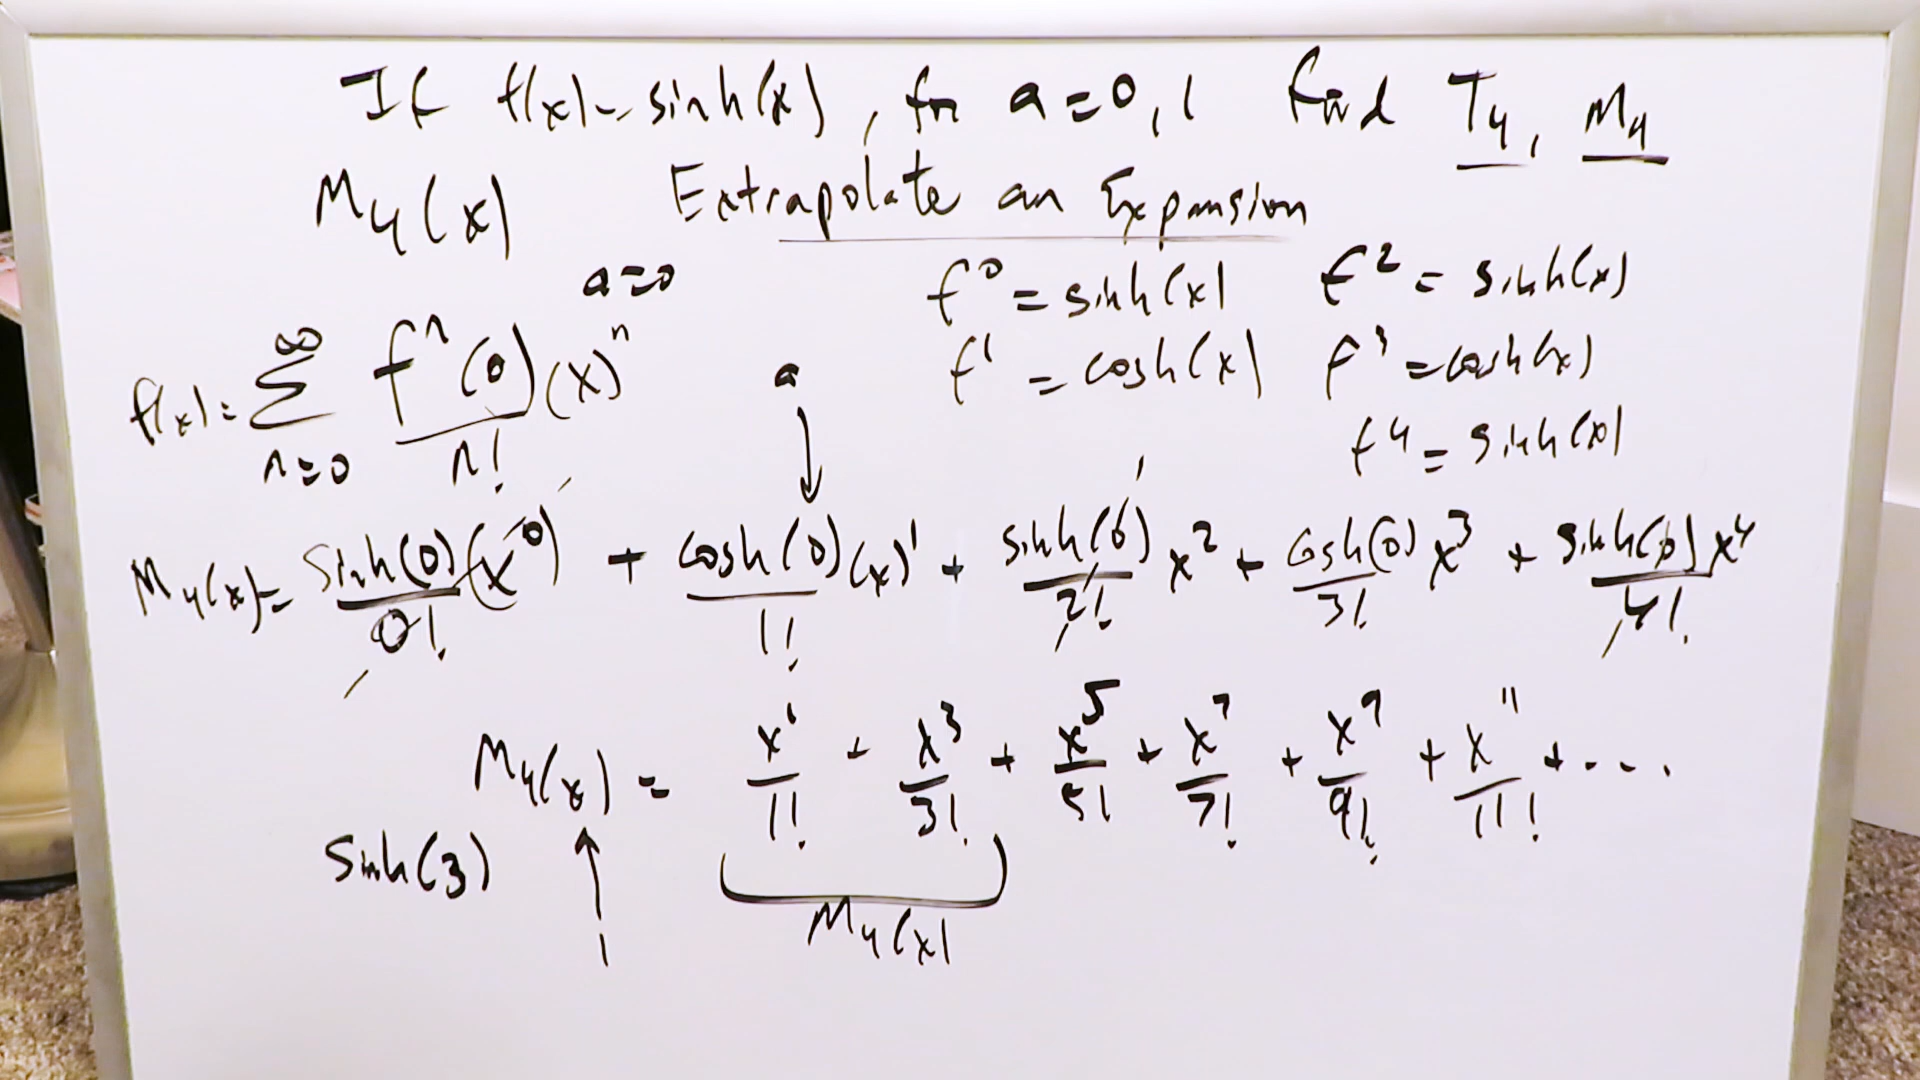 If f(x) = sinh(x), for a=0,1 find T₄, M₄
M₄(x) Extrapolate an Expansion
a=0
f⁰ = sinh(x) f² = sinh(x)
f(x) = ∑_{n=0}^{∞} fⁿ(0)/n! (x)ⁿ
a
f¹ = cosh(x) f³ = cosh(x)
f⁴ = sinh(x)
M₄(x) = sinh(0)/0! (x⁰) + cosh(0)/1! (x)¹ + sinh(0)/2! x² + cosh(0)/3! x³ + sinh(0)/4! x⁴
M₄(x) = x¹/1! + x³/3! + x⁵/5! + x⁷/7! + x⁹/9! + x¹¹/11! + ....
Sinh(3)
1
M₄(x)